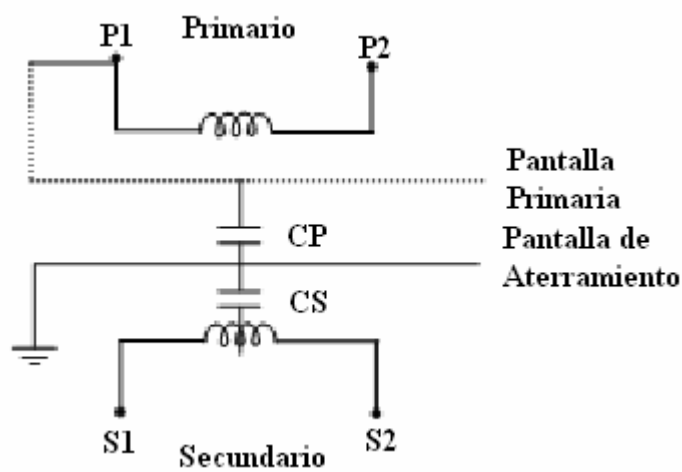 P1
Primario
P2
Pantalla
Primaria
CP
Pantalla de
Aterramiento
CS
S1
Secundario
S2